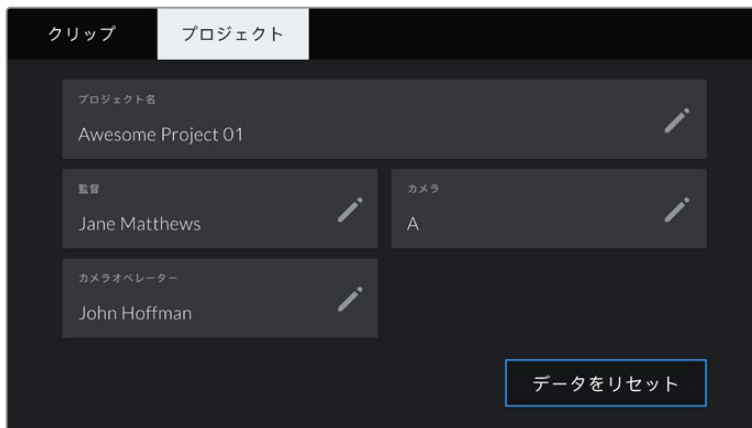 クリップ プロジェクト
プロジェクト名
Awesome Project 01
監督
Jane Matthews
カメラ
A
カメラオペレーター
John Hoffman
データをリセット